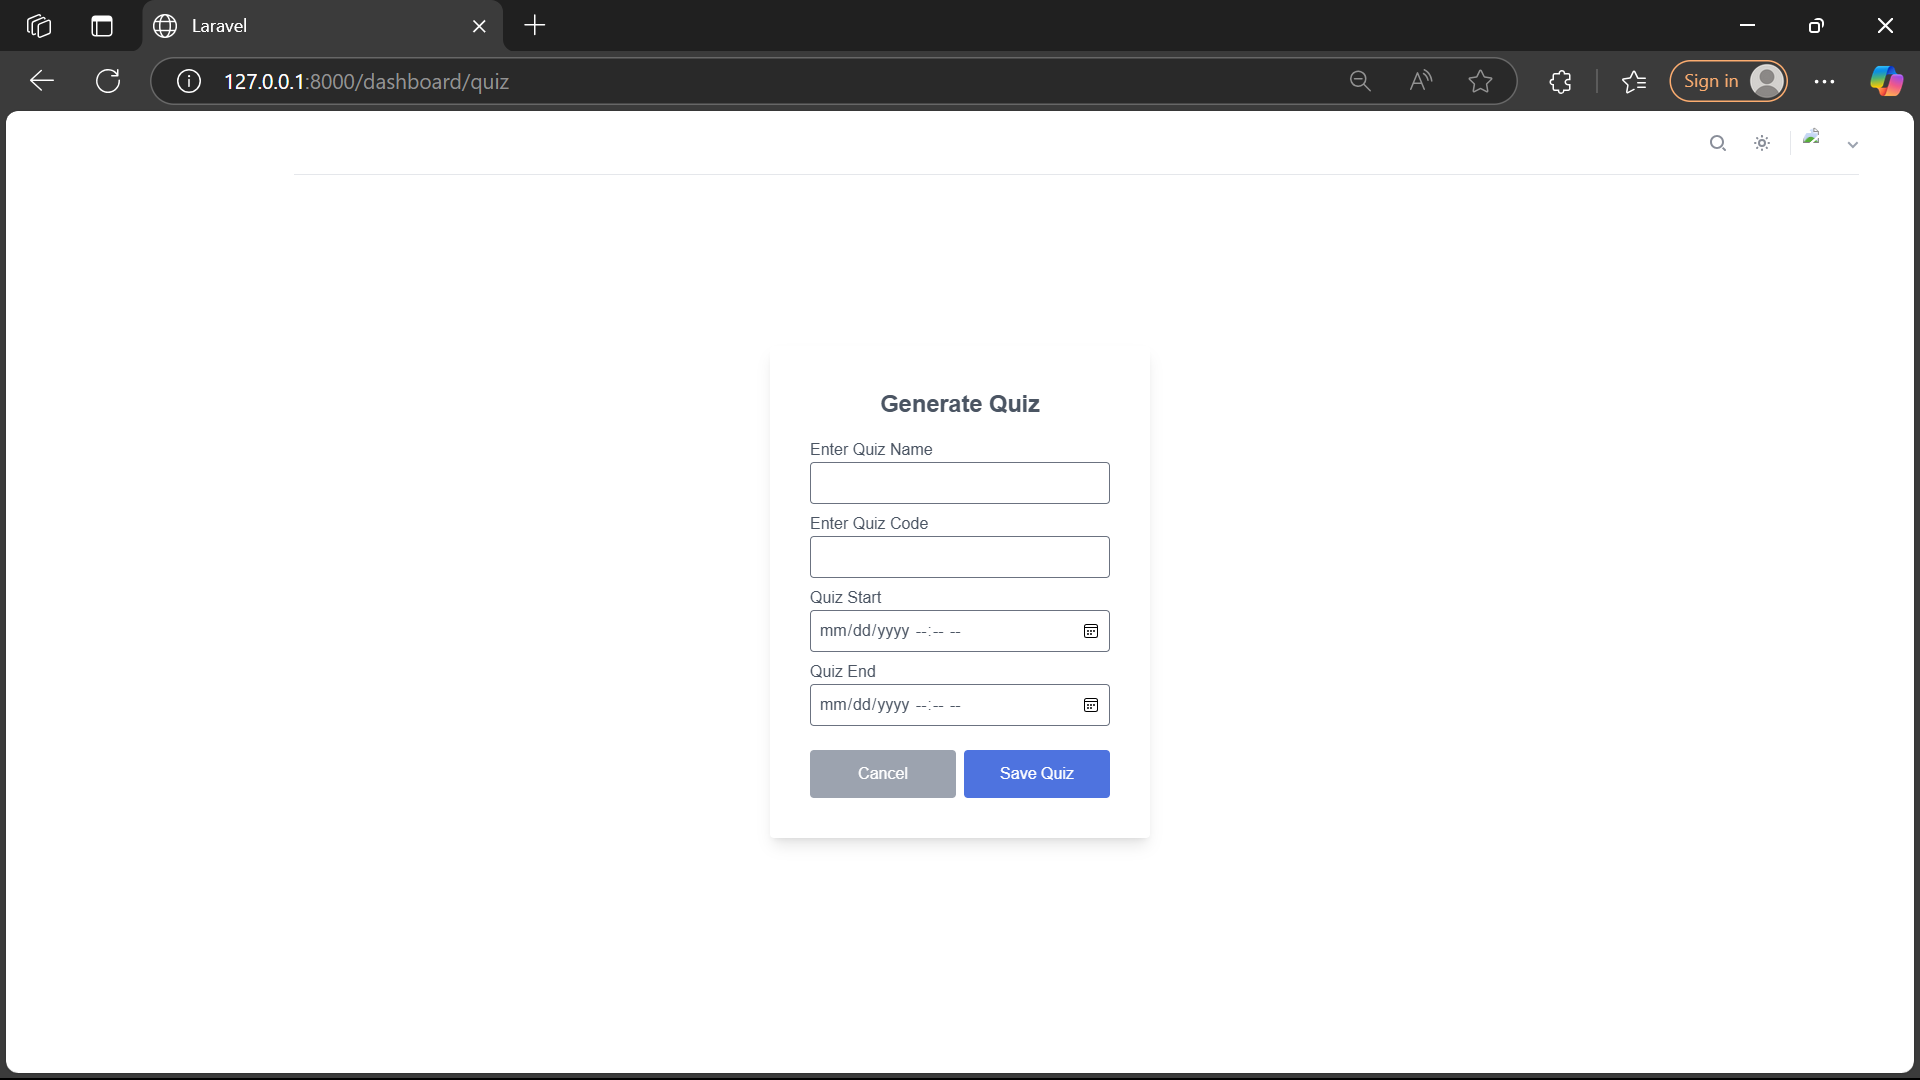 Laravel
127.0.0.1:8000/dashboard/quiz
Sign in
Generate Quiz
Enter Quiz Name
Enter Quiz Code
Quiz Start
mm/dd/yyyy --:-- --
Quiz End
mm/dd/yyyy --:-- --
Cancel
Save Quiz